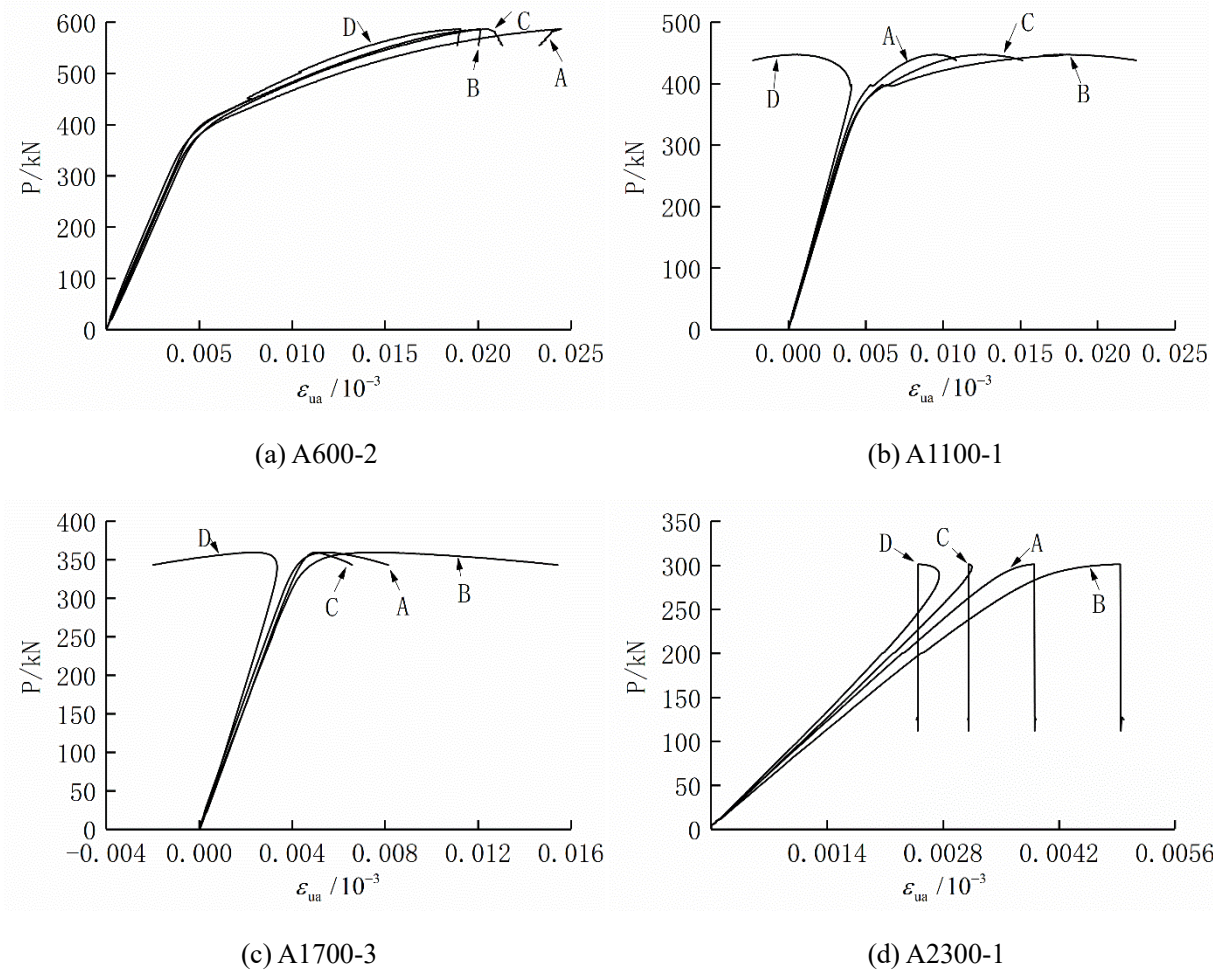 600
500
400
300
200
100
0
P/kN
D
C
B
A
0.005 0.010 0.015 0.020 0.025
εua /10⁻³
(a) A600-2
500
400
300
200
100
0
P/kN
A
C
D
B
0.000 0.005 0.010 0.015 0.020 0.025
εua /10⁻³
(b) A1100-1
400
350
300
250
200
150
100
50
0
P/kN
D
C
A
B
-0.004 0.000 0.004 0.008 0.012 0.016
εua /10⁻³
(c) A1700-3
350
300
250
200
150
100
50
0
P/kN
D
C
A
B
0.0014 0.0028 0.0042 0.0056
εua /10⁻³
(d) A2300-1